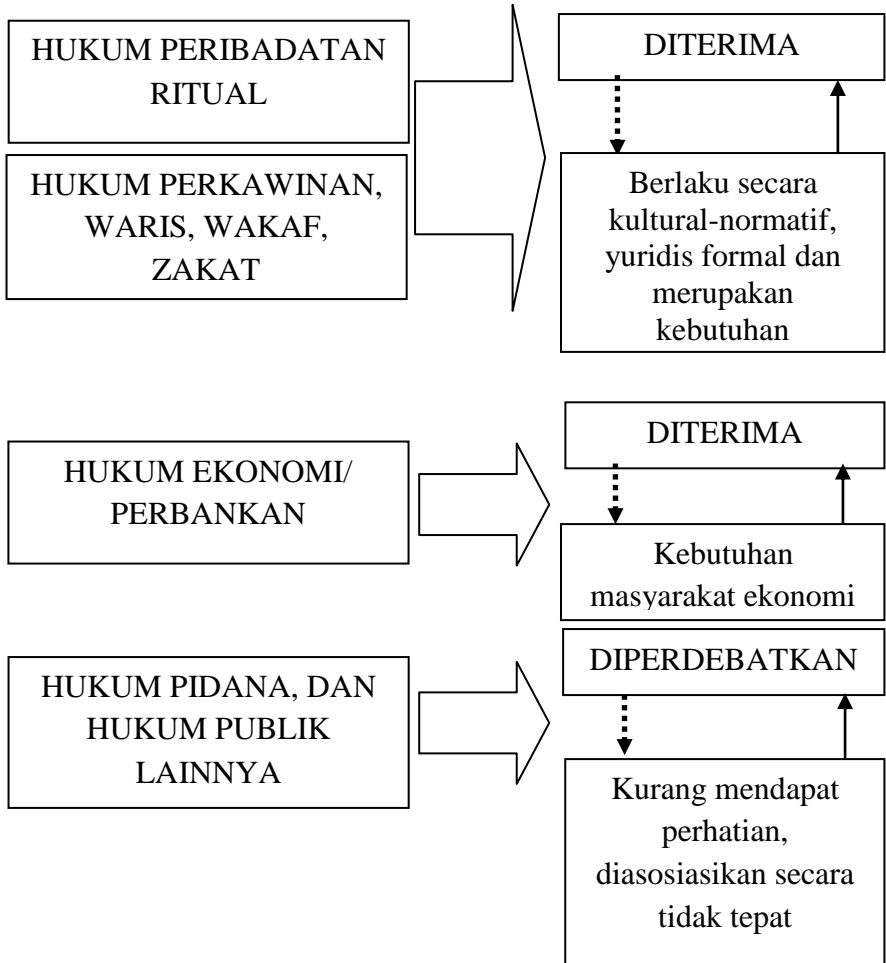 HUKUM PERIBADATAN
RITUAL
HUKUM PERKAWINAN,
WARIS, WAKAF,
ZAKAT
DITERIMA
Berlaku secara
kultural-normatif,
yuridis formal dan
merupakan
kebutuhan
HUKUM EKONOMI/
PERBANKAN
DITERIMA
Kebutuhan
masyarakat ekonomi
HUKUM PIDANA, DAN
HUKUM PUBLIK
LAINNYA
DIPERDEBATKAN
Kurang mendapat
perhatian,
diasosiasikan secara
tidak tepat